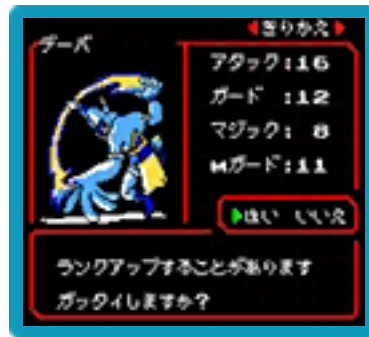 ◀きりかえ▶
デーバ
アタック:16
ガード :12
マジック: 8
Mガード:11
▶はい いいえ
ランクアップすることがあります
ガッタイしますか?